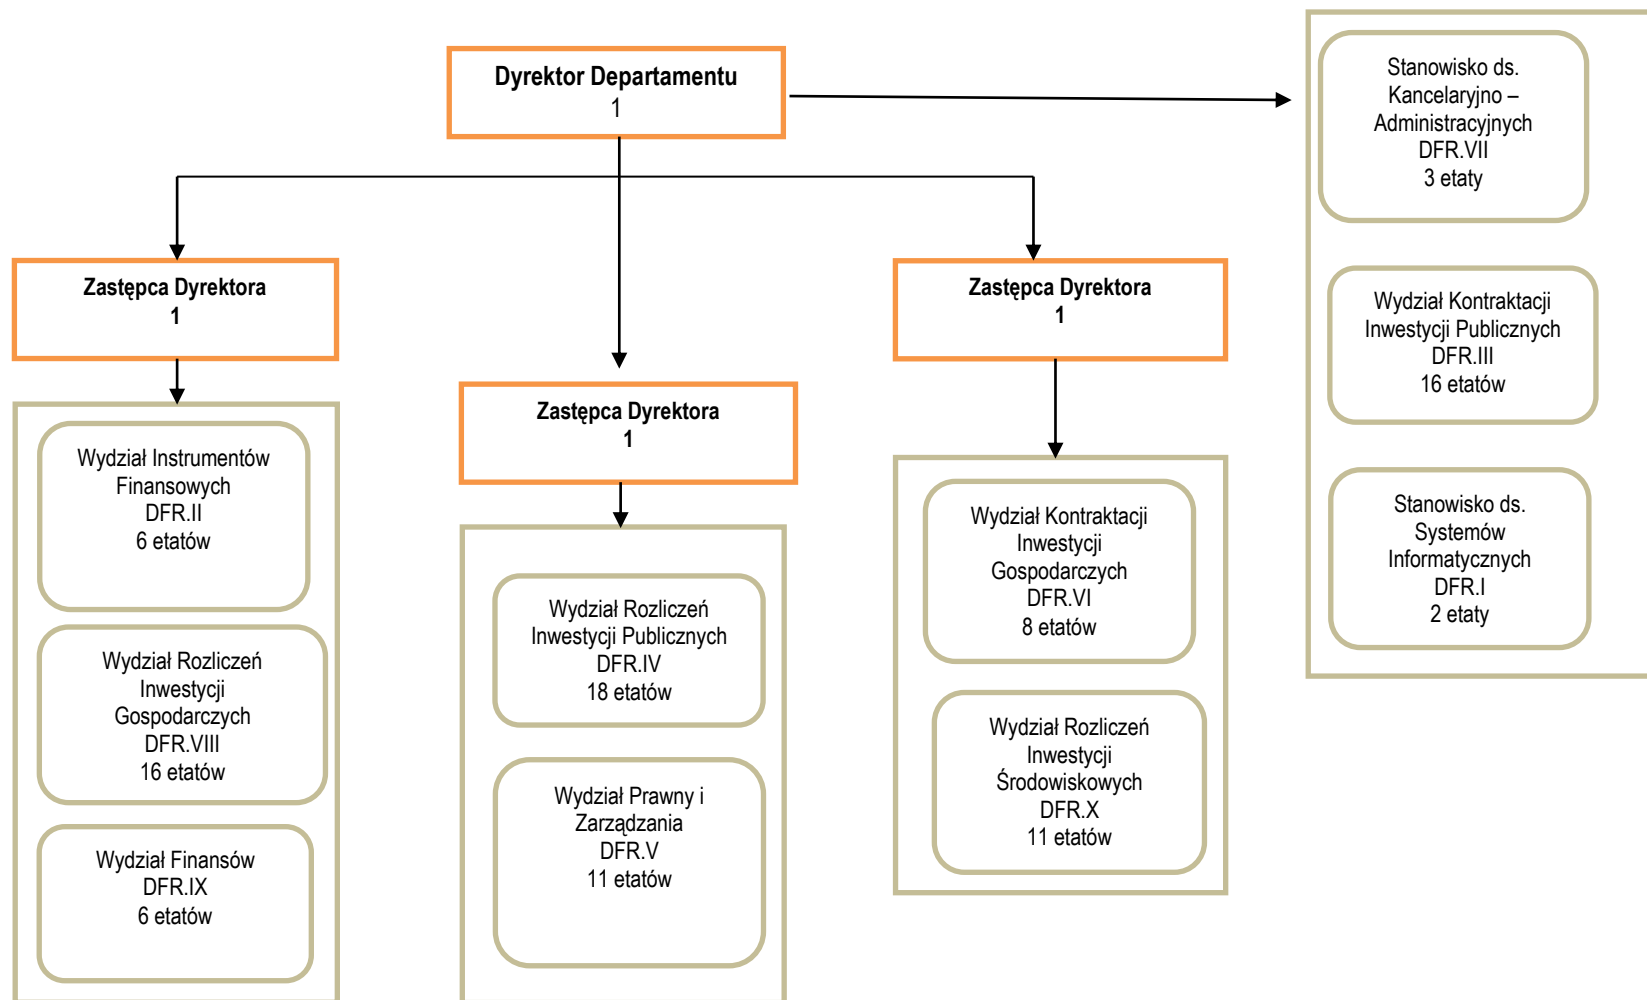 Dyrektor Departamentu
1
Zastępca Dyrektora
1
Wydział Instrumentów
Finansowych
DFR.II
6 etatów
Wydział Rozliczeń
Inwestycji
Gospodarczych
DFR.VIII
16 etatów
Wydział Finansów
DFR.IX
6 etatów
Zastępca Dyrektora
1
Wydział Rozliczeń
Inwestycji Publicznych
DFR.IV
18 etatów
Wydział Prawny i
Zarządzania
DFR.V
11 etatów
Zastępca Dyrektora
1
Wydział Kontraktacji
Inwestycji
Gospodarczych
DFR.VI
8 etatów
Wydział Rozliczeń
Inwestycji
Środowiskowych
DFR.X
11 etatów
Stanowisko ds.
Kancelaryjno –
Administracyjnych
DFR.VII
3 etaty
Wydział Kontraktacji
Inwestycji Publicznych
DFR.III
16 etatów
Stanowisko ds.
Systemów
Informatycznych
DFR.I
2 etaty